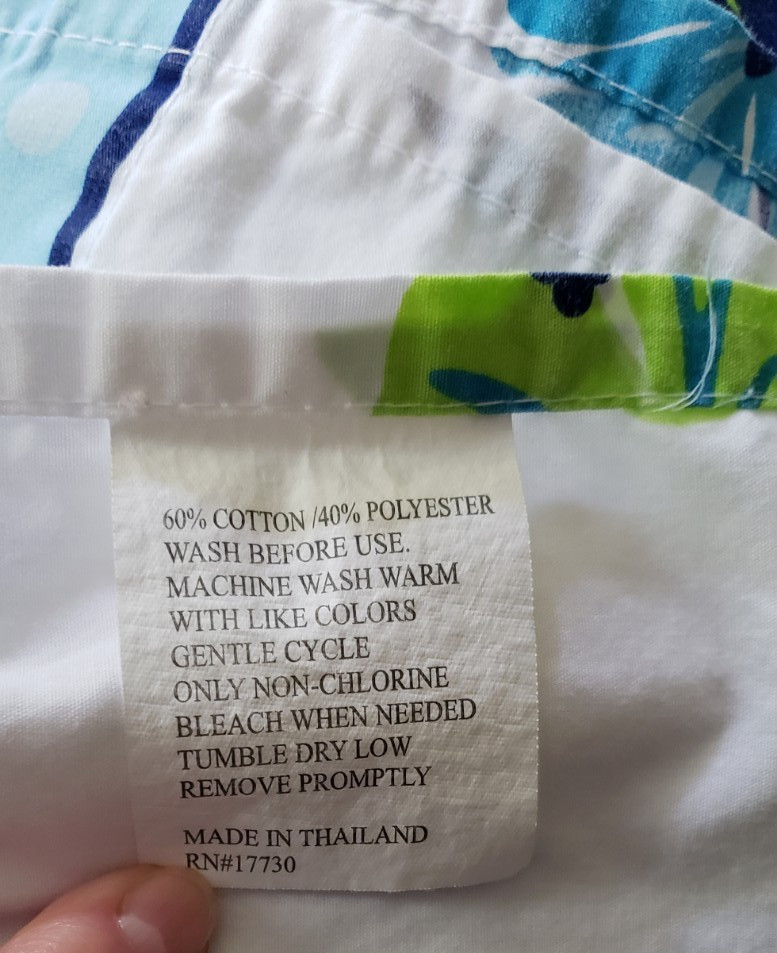 60% COTTON /40% POLYESTER
WASH BEFORE USE.
MACHINE WASH WARM
WITH LIKE COLORS
GENTLE CYCLE
ONLY NON-CHLORINE
BLEACH WHEN NEEDED
TUMBLE DRY LOW
REMOVE PROMPTLY
MADE IN THAILAND
RN#17730